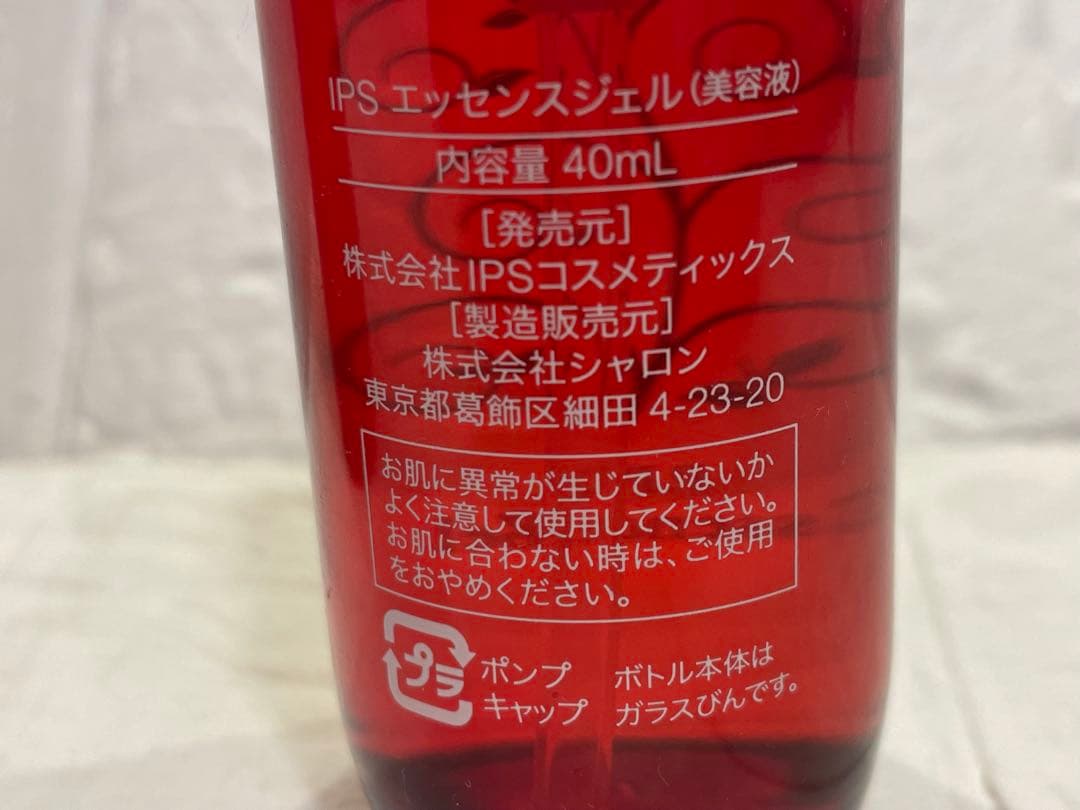 IPS エッセンスジェル(美容液)
内容量 40mL
[発売元]
株式会社IPSコスメティックス
[製造販売元]
株式会社シャロン
東京都葛飾区細田 4-23-20
お肌に異常が生じていないか
よく注意して使用してください。
お肌に合わない時は、ご使用
をおやめください。
プラ
ポンプ
キャップ
ボトル本体は
ガラスびんです。